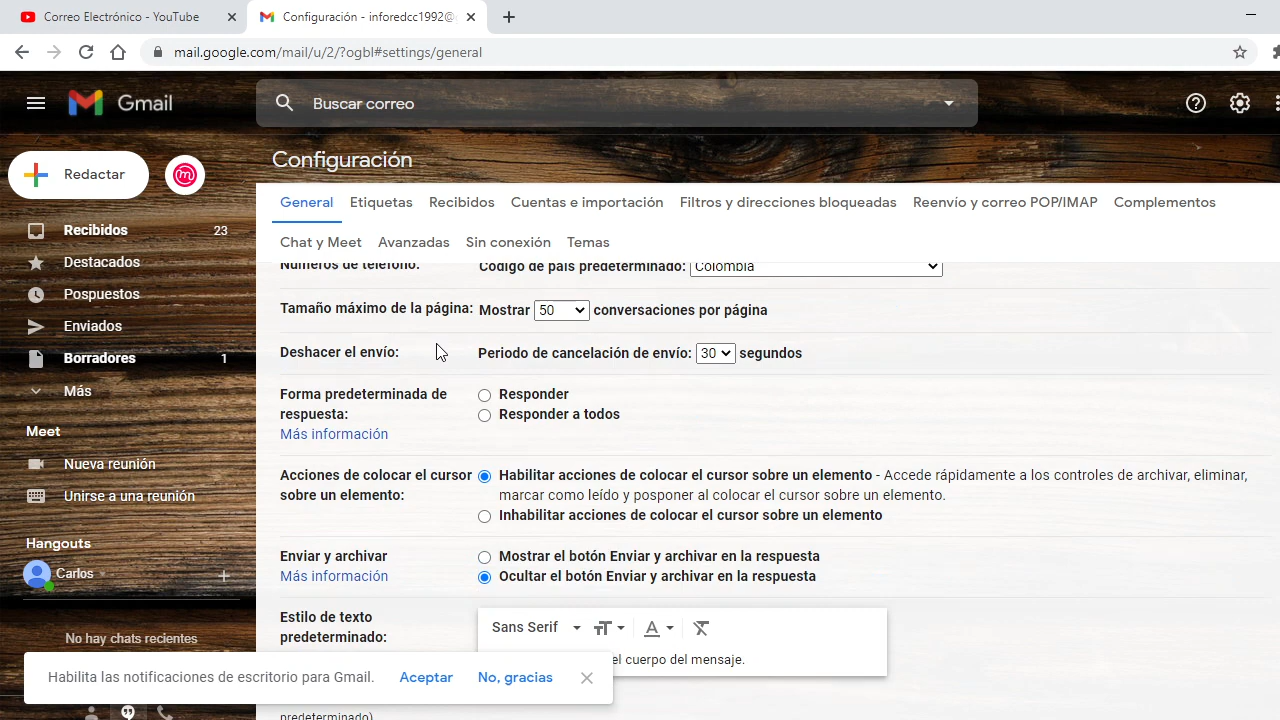 Correo Electrónico - YouTube
Configuración - inforedcc1992@
mail.google.com/mail/u/2/?ogbl#settings/general
Gmail
Buscar correo
Redactar
Configuración
General Etiquetas Recibidos Cuentas e importación Filtros y direcciones bloqueadas Reenvío y correo POP/IMAP Complementos
Chat y Meet Avanzadas Sin conexión Temas
Recibidos 23
Destacados
Pospuestos
Enviados
Borradores 1
Más
Meet
Nueva reunión
Unirse a una reunión
Hangouts
Carlos
No hay chats recientes
Números de teléfono: Código de país predeterminado: Colombia
Tamaño máximo de la página: Mostrar 50 conversaciones por página
Deshacer el envío: Periodo de cancelación de envío: 30 segundos
Forma predeterminada de
respuesta:
Más información
Responder
Responder a todos
Acciones de colocar el cursor
sobre un elemento:
Habilitar acciones de colocar el cursor sobre un elemento - Accede rápidamente a los controles de archivar, eliminar,
marcar como leído y posponer al colocar el cursor sobre un elemento.
Inhabilitar acciones de colocar el cursor sobre un elemento
Enviar y archivar
Más información
Mostrar el botón Enviar y archivar en la respuesta
Ocultar el botón Enviar y archivar en la respuesta
Estilo de texto
predeterminado:
Sans Serif
el cuerpo del mensaje.
Habilita las notificaciones de escritorio para Gmail. Aceptar No, gracias
predeterminado)